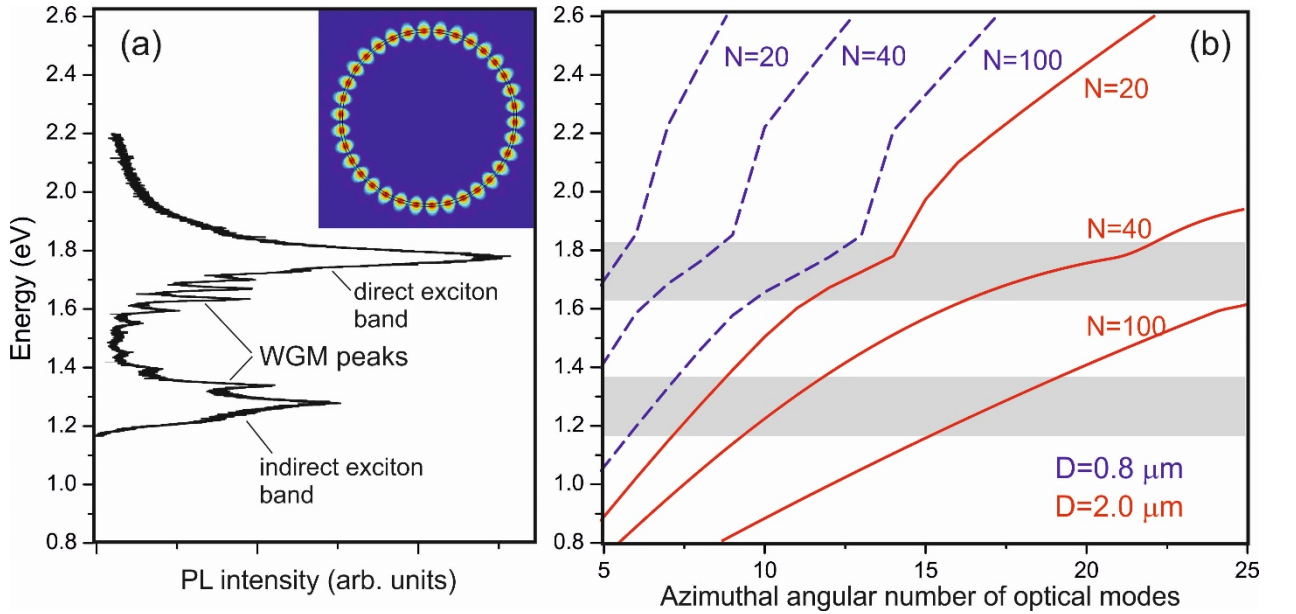 (a)
2.6
2.4
2.2
2.0
1.8
1.6
1.4
1.2
1.0
0.8
Energy (eV)
direct exciton
band
WGM peaks
indirect exciton
band
PL intensity (arb. units)
2.6
2.4
2.2
2.0
1.8
1.6
1.4
1.2
1.0
0.8
(b)
N=20
N=40
N=100
N=20
N=40
N=100
D=0.8 μm
D=2.0 μm
5
10
15
20
25
Azimuthal angular number of optical modes